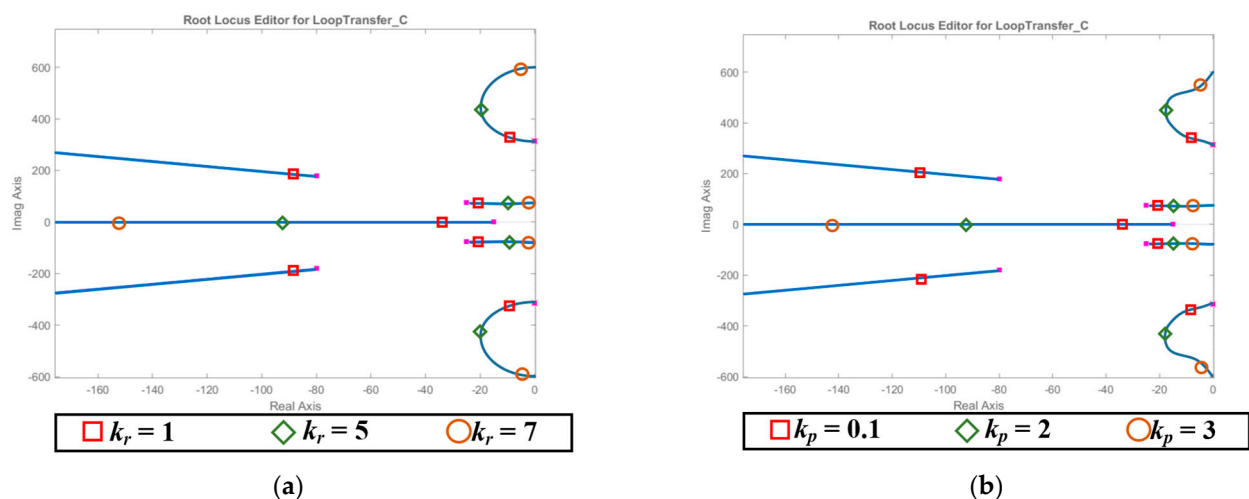 Root Locus Editor for LoopTransfer_C
Imag Axis
600
400
200
0
-200
-400
-600
-160
-140
-120
-100
-80
-60
-40
-20
0
Real Axis
kr = 1
kr = 5
kr = 7
(a)
Root Locus Editor for LoopTransfer_C
Imag Axis
600
400
200
0
-200
-400
-600
-160
-140
-120
-100
-80
-60
-40
-20
0
Real Axis
kp = 0.1
kp = 2
kp = 3
(b)